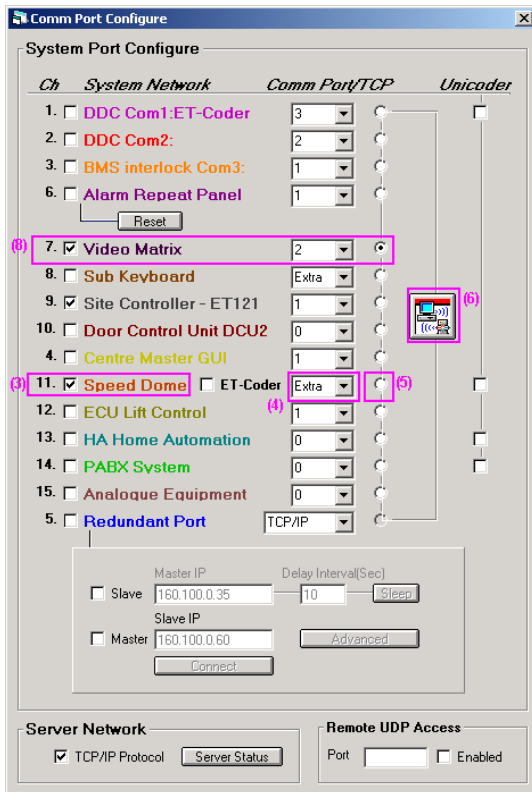 Comm Port Configure
System Port Configure
Ch System Network Comm Port/TCP Unicoder
1. DDC Com1:ET-Coder 3
2. DDC Com2: 2
3. BMS interlock Com3: 1
6. Alarm Repeat Panel 1
Reset
(8) 7. Video Matrix 2
8. Sub Keyboard Extra
9. Site Controller - ET121 1
(6)
10. Door Control Unit DCU2 0
4. Centre Master GUI 1
(3) 11. Speed Dome ET-Coder Extra (5)
(4)
12. ECU Lift Control 1
13. HA Home Automation 0
14. PABX System 0
15. Analogue Equipment 0
5. Redundant Port TCP/IP
Master IP Delay Interval(Sec)
Slave 160.100.0.35 10 Sleep
Slave IP
Master 160.100.0.60 Advanced
Connect
Server Network Remote UDP Access
TCP/IP Protocol Server Status Port Enabled